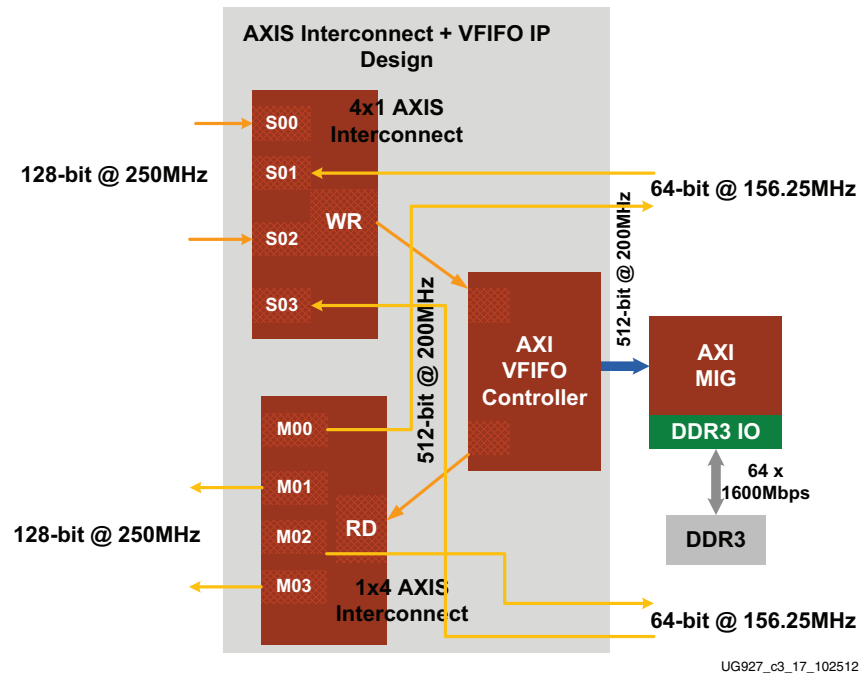 AXIS Interconnect + VFIFO IP
Design
4x1 AXIS
Interconnect
S00
S01
S02
S03
WR
128-bit @ 250MHz
64-bit @ 156.25MHz
512-bit @ 200MHz
512-bit @ 200MHz
AXI
VFIFO
Controller
AXI
MIG
DDR3 IO
64 x
1600Mbps
DDR3
M00
M01
M02
M03
RD
128-bit @ 250MHz
1x4 AXIS
Interconnect
64-bit @ 156.25MHz
UG927_c3_17_102512